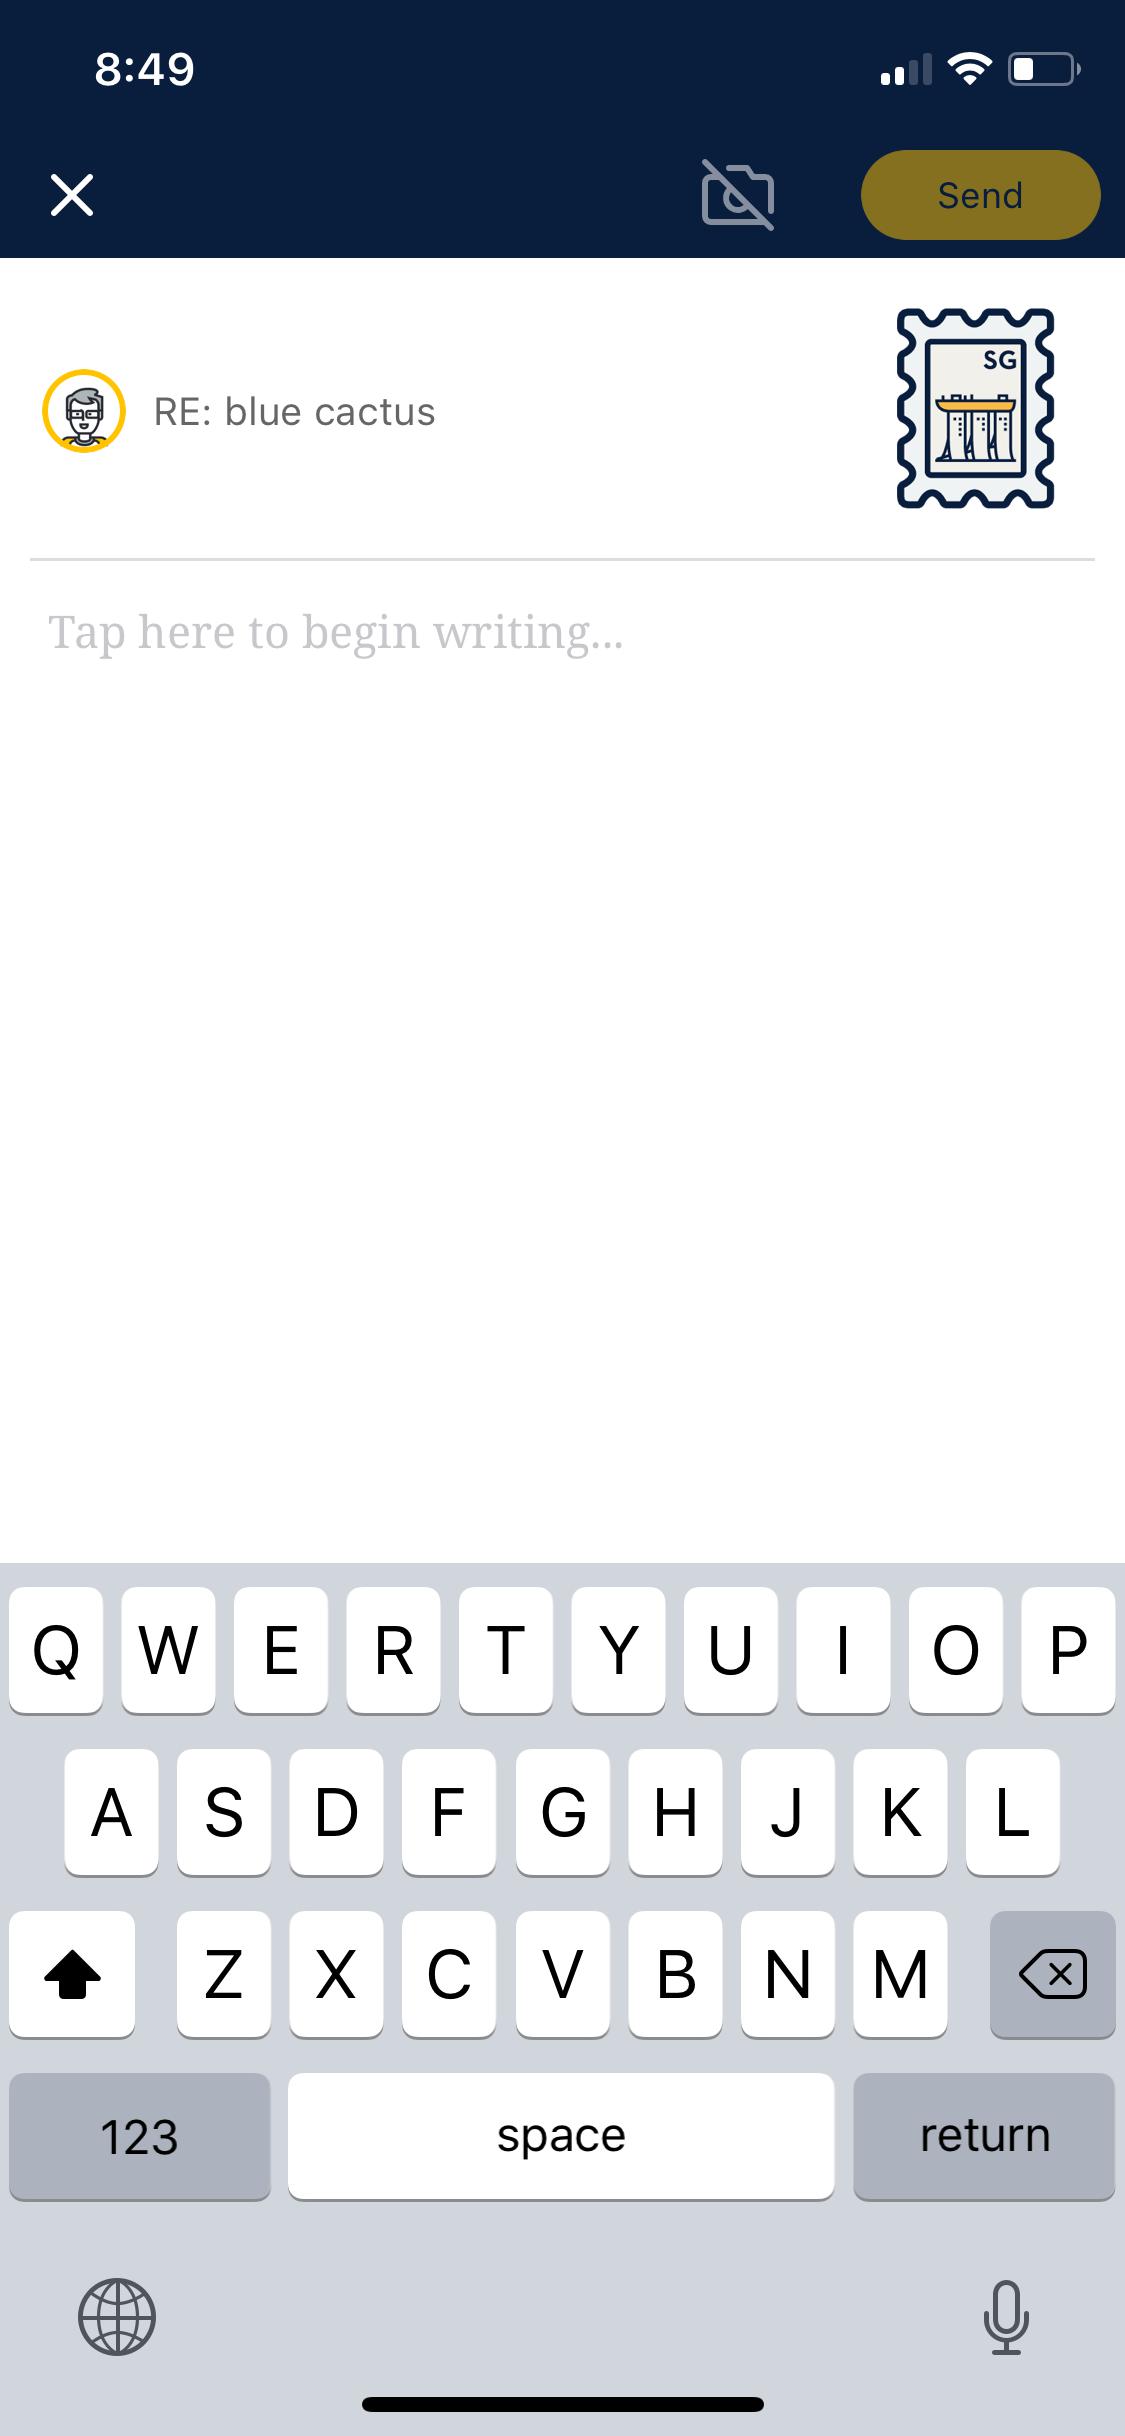 8:49
Send
SG
RE: blue cactus
Tap here to begin writing...
Q W E R T Y U I O P
A S D F G H J K L
Z X C V B N M
123 space return